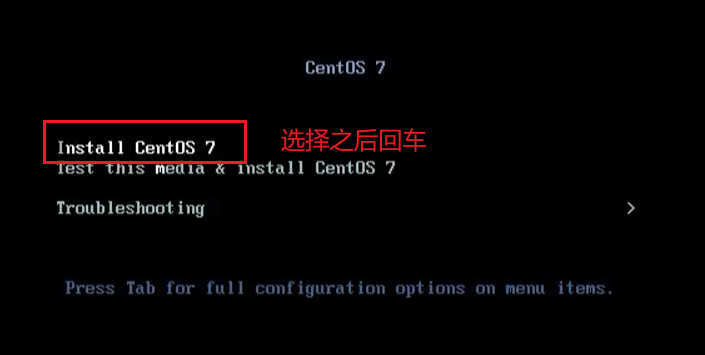 CentOS 7
Install CentOS 7
选择之后回车
Test this media & install CentOS 7
Troubleshooting >
Press Tab for full configuration options on menu items.